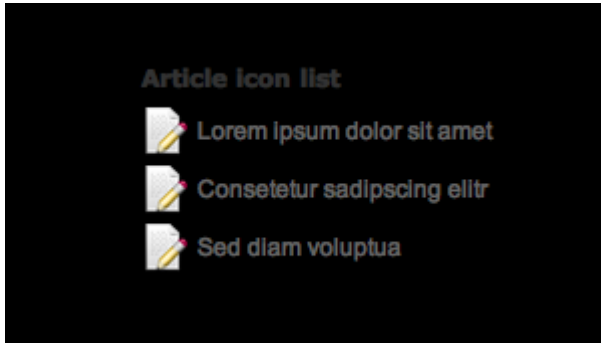 Article icon list
Lorem ipsum dolor sit amet
Consetetur sadipscing elitr
Sed diam voluptua